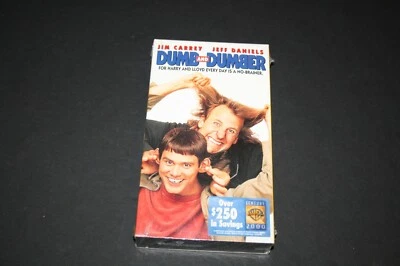 JIM CARREY JEFF DANIELS
DUMB AND DUMBER
FOR HARRY AND LLOYD EVERY DAY IS A NO-BRAINER.
Over
$250
in Savings
CENTURY
2000